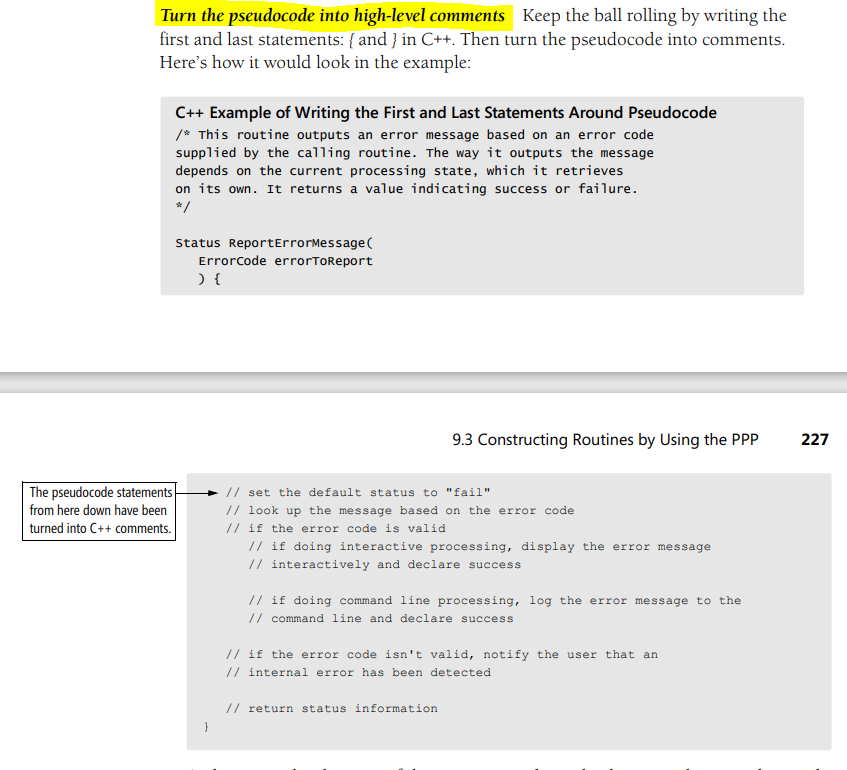 Turn the pseudocode into high-level comments Keep the ball rolling by writing the
first and last statements: { and } in C++. Then turn the pseudocode into comments.
Here’s how it would look in the example:
C++ Example of Writing the First and Last Statements Around Pseudocode
/* This routine outputs an error message based on an error code
supplied by the calling routine. The way it outputs the message
depends on the current processing state, which it retrieves
on its own. It returns a value indicating success or failure.
*/
Status ReportErrorMessage(
ErrorCode errorToReport
) {
9.3 Constructing Routines by Using the PPP 227
The pseudocode statements
from here down have been
turned into C++ comments.
// set the default status to "fail"
// look up the message based on the error code
// if the error code is valid
// if doing interactive processing, display the error message
// interactively and declare success
// if doing command line processing, log the error message to the
// command line and declare success
// if the error code isn't valid, notify the user that an
// internal error has been detected
// return status information
}